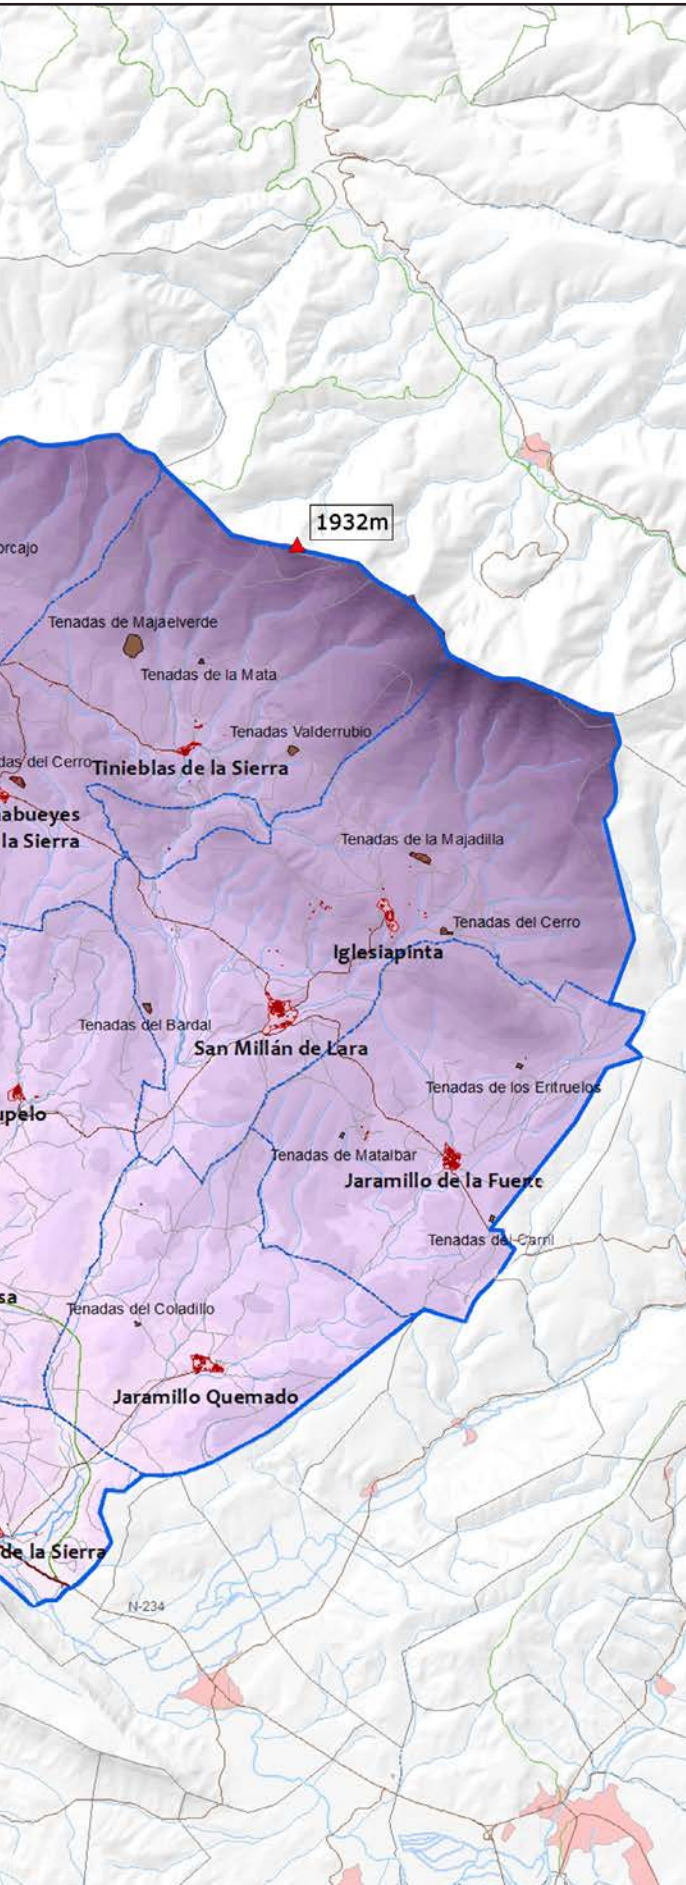 1932m
orcajo
Tenadas de Majaelverde
Tenadas de la Mata
Tenadas Valderrubio
das del Cerro
Tinieblas de la Sierra
abueyes
la Sierra
Tenadas de la Majadilla
Tenadas del Cerro
Iglesiapinta
Tenadas del Bardal
San Millán de Lara
Tenadas de los Eritruelos
upelo
Tenadas de Matalbar
Jaramillo de la Fuente
Tenadas del Carril
sa
Tenadas del Coladillo
Jaramillo Quemado
de la Sierra
N-234